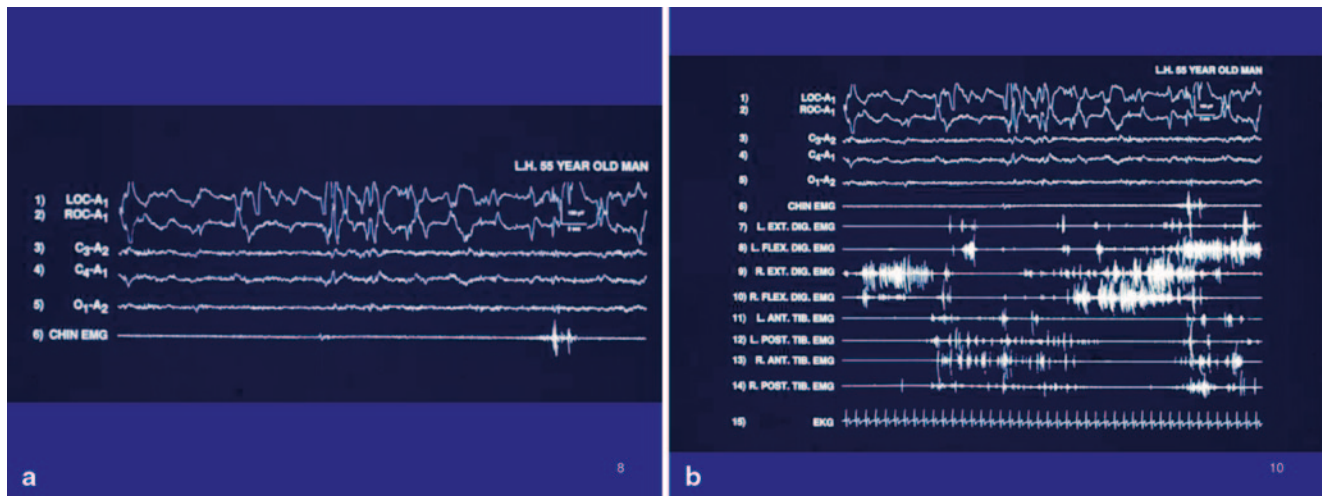 L.H. 55 YEAR OLD MAN
1) LOC-A1
2) ROC-A1
3) C3-A2
4) C4-A1
5) O1-A2
6) CHIN EMG
a
8
L.H. 55 YEAR OLD MAN
1) LOC-A1
2) ROC-A1
3) C3-A2
4) C4-A1
5) O1-A2
6) CHIN EMG
7) L. EXT. DIG. EMG
8) L. FLEX. DIG. EMG
9) R. EXT. DIG. EMG
10) R. FLEX. DIG. EMG
11) L. ANT. TIB. EMG
12) L. POST. TIB. EMG
13) R. ANT. TIB. EMG
14) R. POST. TIB. EMG
15) EKG
b
10